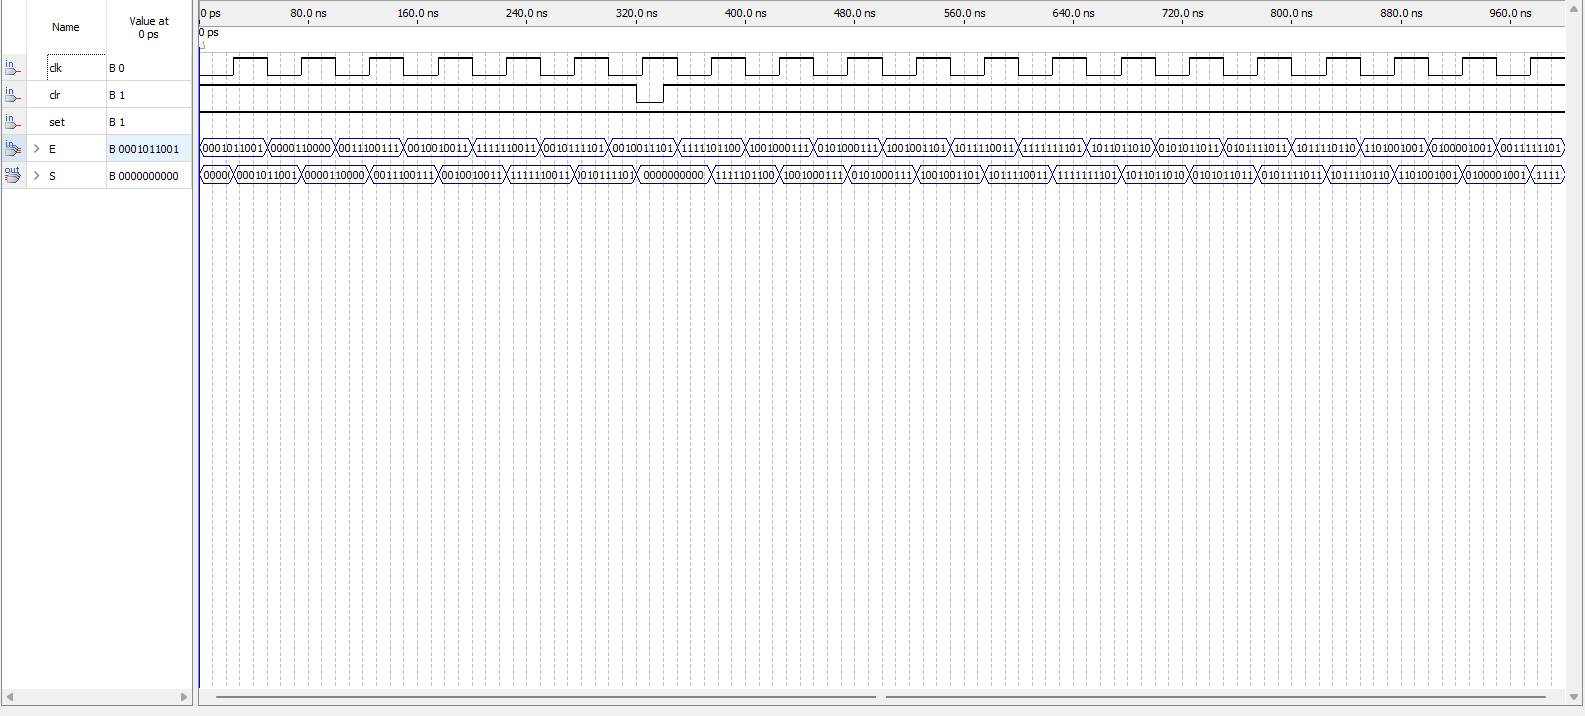 0 ps 80.0 ns 160.0 ns 240.0 ns 320.0 ns 400.0 ns 480.0 ns 560.0 ns 640.0 ns 720.0 ns 800.0 ns 880.0 ns 960.0 ns
Name Value at 0 ps
0 ps
in clk B 0
in clr B 1
in set B 1
in E B 0001011001 0001011001 0000110000 0011100111 0010010011 1111110011 0010111101 0010011101 1111101100 1001000111 0101000111 1001001101 1011110011 1111111101 1011011010 0101011011 0101111011 1011110110 1101001001 0100001001 0011111101
out S B 0000000000 00000 0001011001 0000110000 0011100111 0010010011 1111110011 0010111101 0000000000 1111101100 1001000111 0101000111 1001001101 1011110011 1111111101 1011011010 0101011011 0101111011 1011110110 1101001001 0100001001 1111